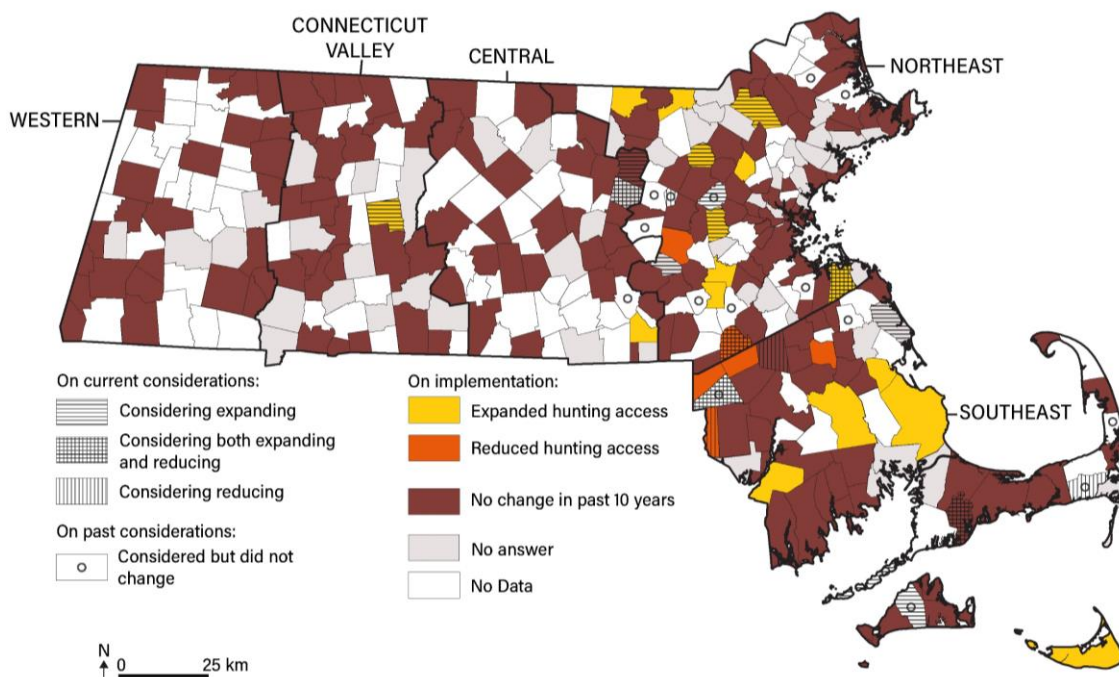 CONNECTICUT
VALLEY
CENTRAL
NORTHEAST
WESTERN
SOUTHEAST
On current considerations:
Considering expanding
Considering both expanding
and reducing
Considering reducing
On past considerations:
Considered but did not
change
On implementation:
Expanded hunting access
Reduced hunting access
No change in past 10 years
No answer
No Data
N
0 25 km